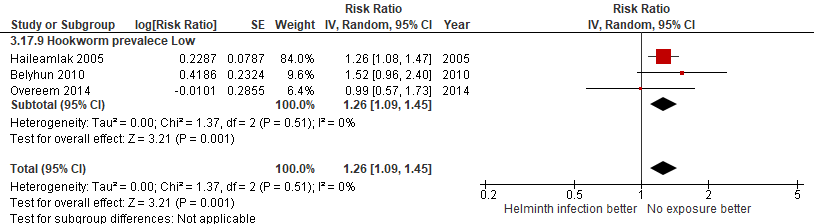 Risk Ratio Risk Ratio
Study or Subgroup log[Risk Ratio] SE Weight IV, Random, 95% CI Year IV, Random, 95% CI
3.17.9 Hookworm prevalece Low
Haileamlak 2005 0.2287 0.0787 84.0% 1.26 [1.08, 1.47] 2005
Belyhun 2010 0.4186 0.2324 9.6% 1.52 [0.96, 2.40] 2010
Overeem 2014 -0.0101 0.2855 6.4% 0.99 [0.57, 1.73] 2014
Subtotal (95% CI) 100.0% 1.26 [1.09, 1.45]
Heterogeneity: Tau² = 0.00; Chi² = 1.37, df = 2 (P = 0.51); I² = 0%
Test for overall effect: Z = 3.21 (P = 0.001)
Total (95% CI) 100.0% 1.26 [1.09, 1.45]
Heterogeneity: Tau² = 0.00; Chi² = 1.37, df = 2 (P = 0.51); I² = 0%
Test for overall effect: Z = 3.21 (P = 0.001)
Test for subgroup differences: Not applicable
0.2 0.5 1 2 5
Helminth infection better No exposure better